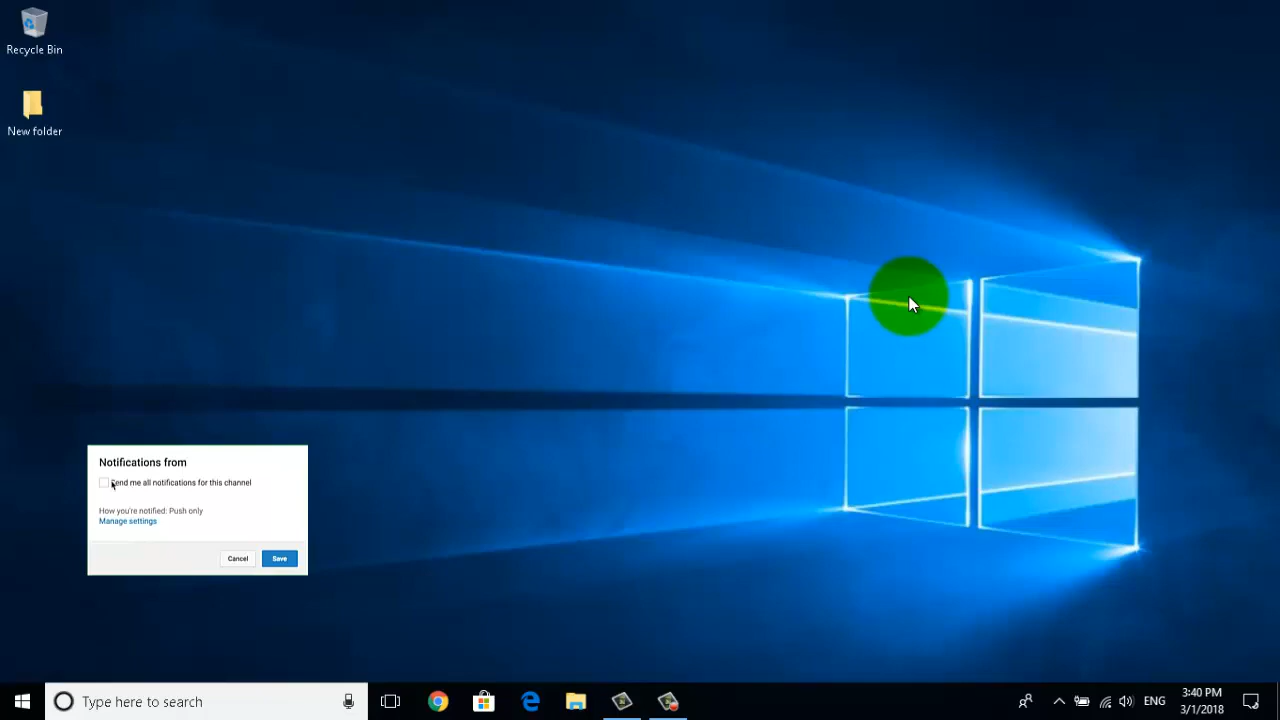 Recycle Bin
New folder
Notifications from
Send me all notifications for this channel
How you're notified: Push only
Manage settings
Cancel
Save
Type here to search
ENG
3:40 PM
3/1/2018